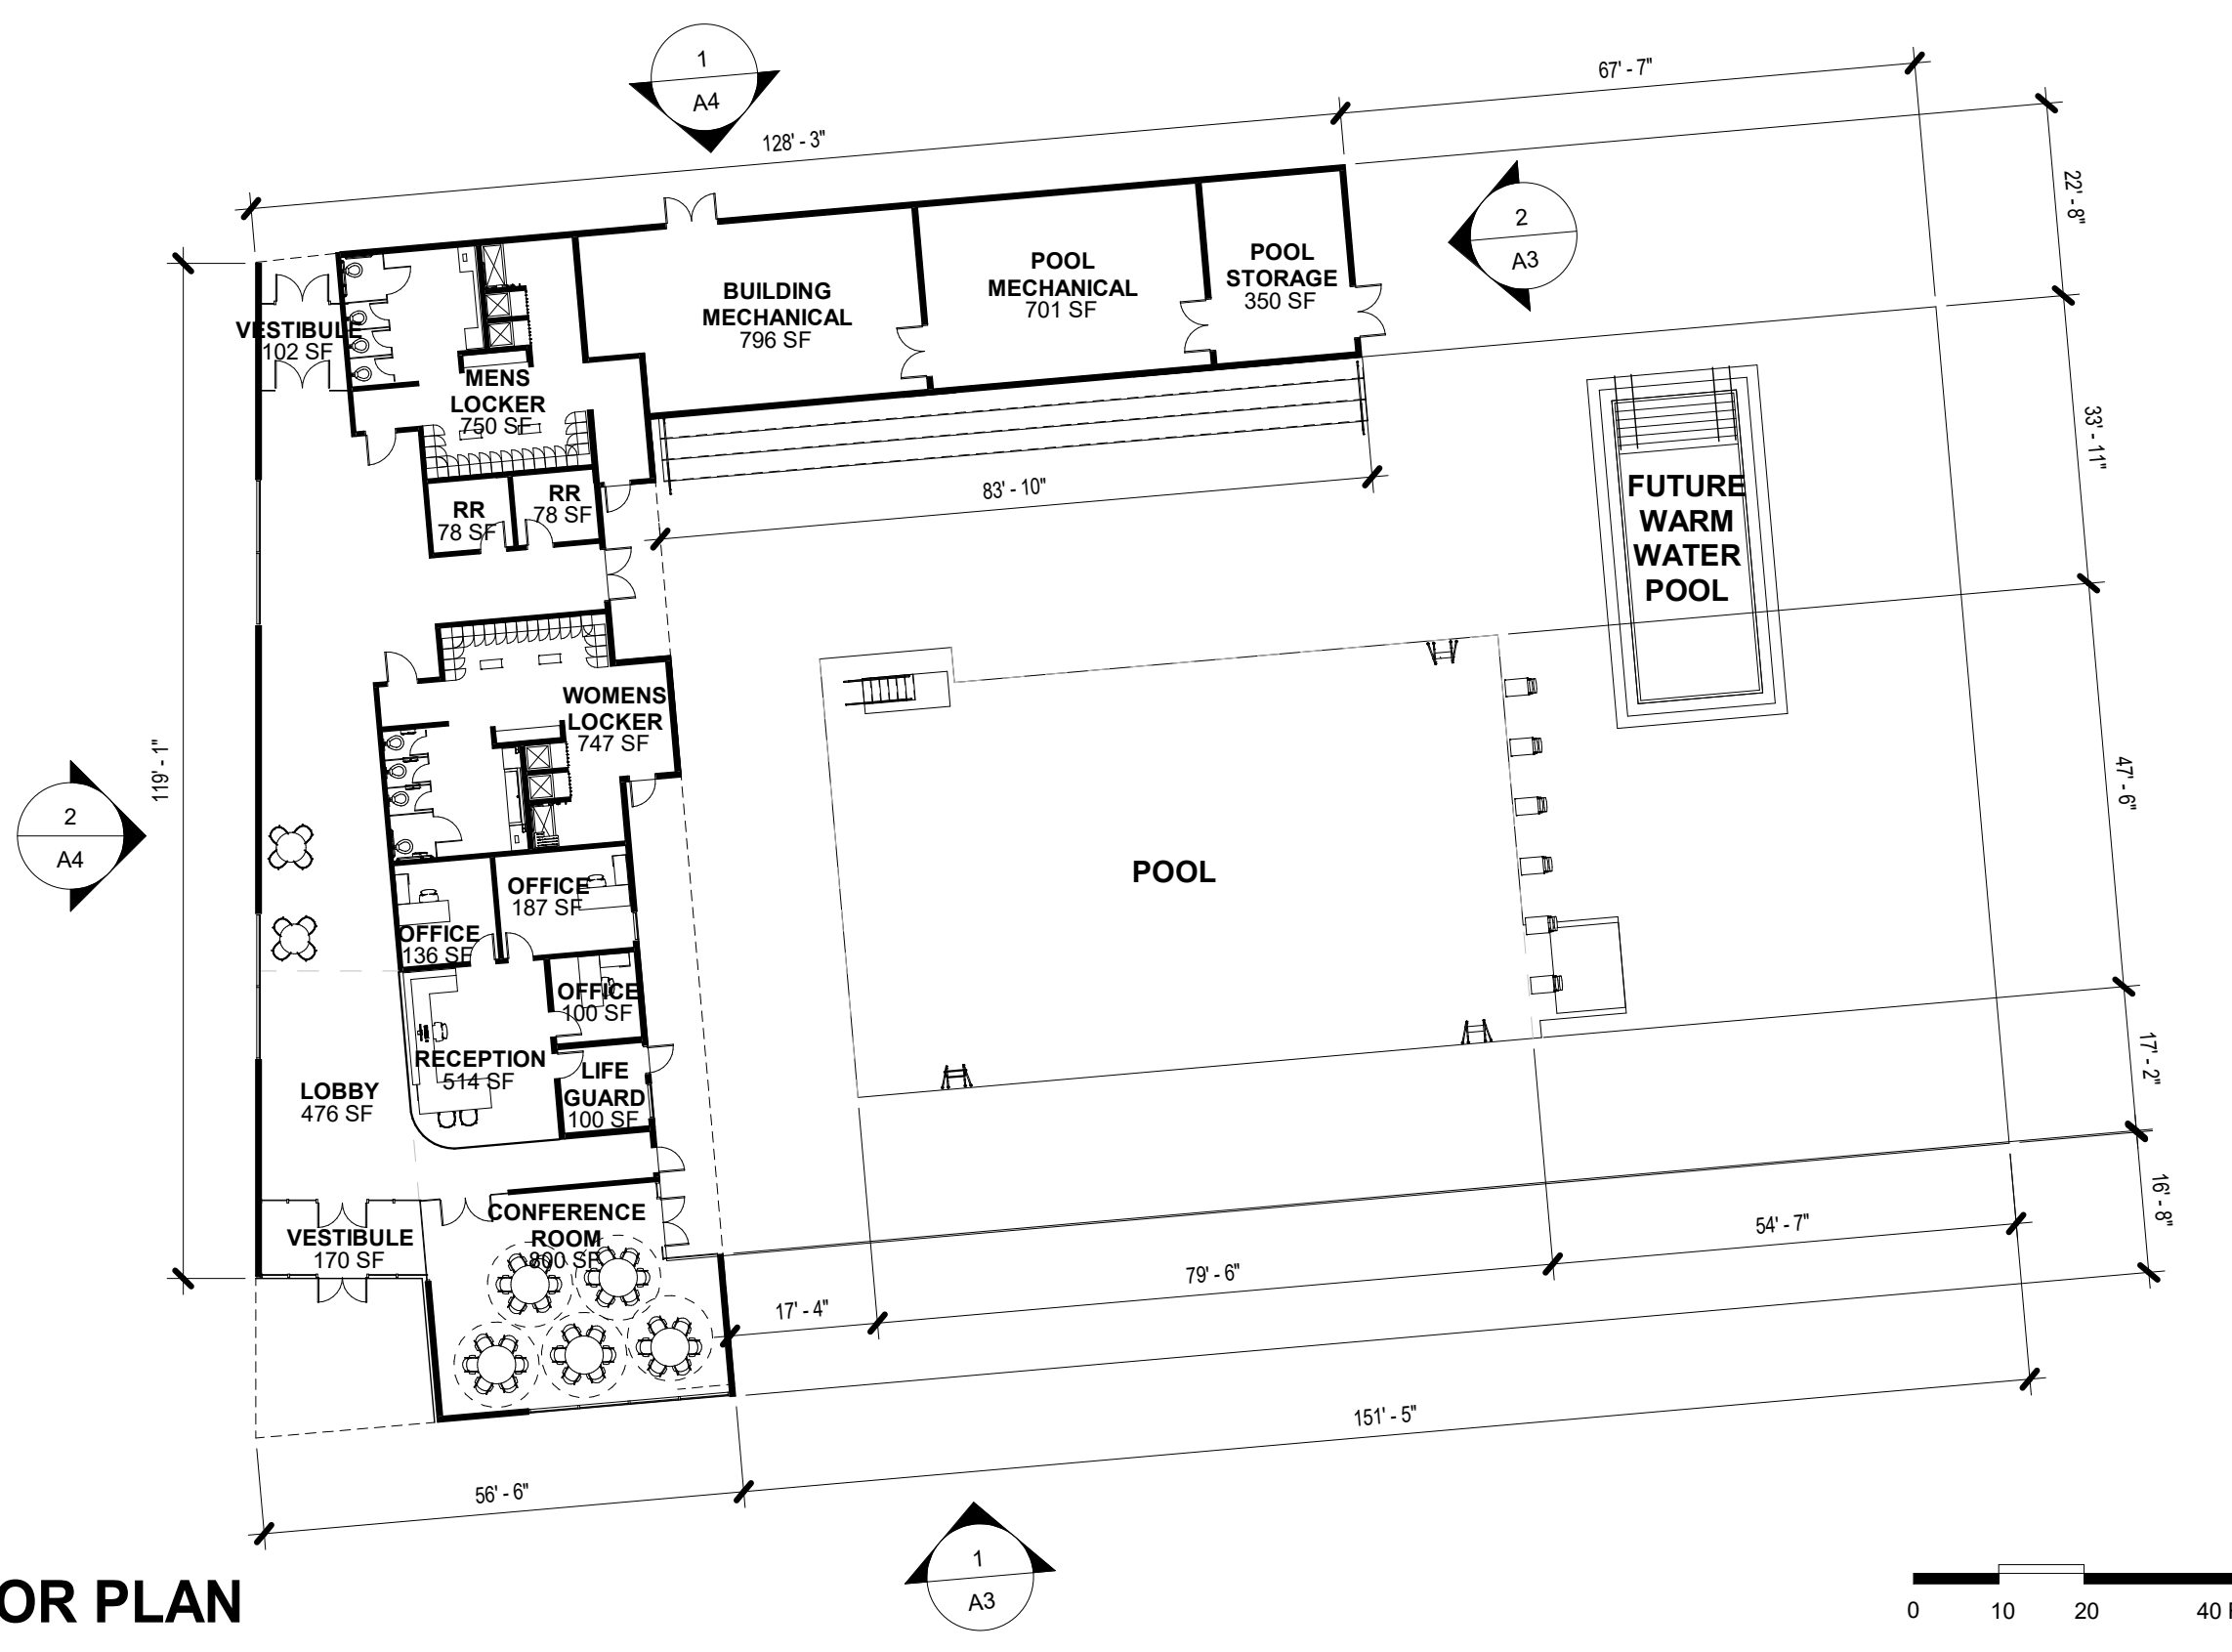 1
A4
67' - 7"
128' - 3"
22' - 8"
2
A3
POOL
STORAGE
350 SF
POOL
MECHANICAL
701 SF
BUILDING
MECHANICAL
796 SF
VESTIBULE
102 SF
MENS
LOCKER
750 SF
33' - 11"
83' - 10"
RR
78 SF
RR
78 SF
FUTURE
WARM
WATER
POOL
WOMENS
LOCKER
747 SF
119' - 1"
47' - 6"
2
A4
POOL
OFFICE
187 SF
OFFICE
136 SF
OFFICE
100 SF
RECEPTION
514 SF
LIFE
GUARD
100 SF
LOBBY
476 SF
17' - 2"
CONFERENCE
ROOM
800 SF
VESTIBULE
170 SF
16' - 8"
54' - 7"
79' - 6"
17' - 4"
151' - 5"
56' - 6"
1
A3
OR PLAN
0 10 20 40 F